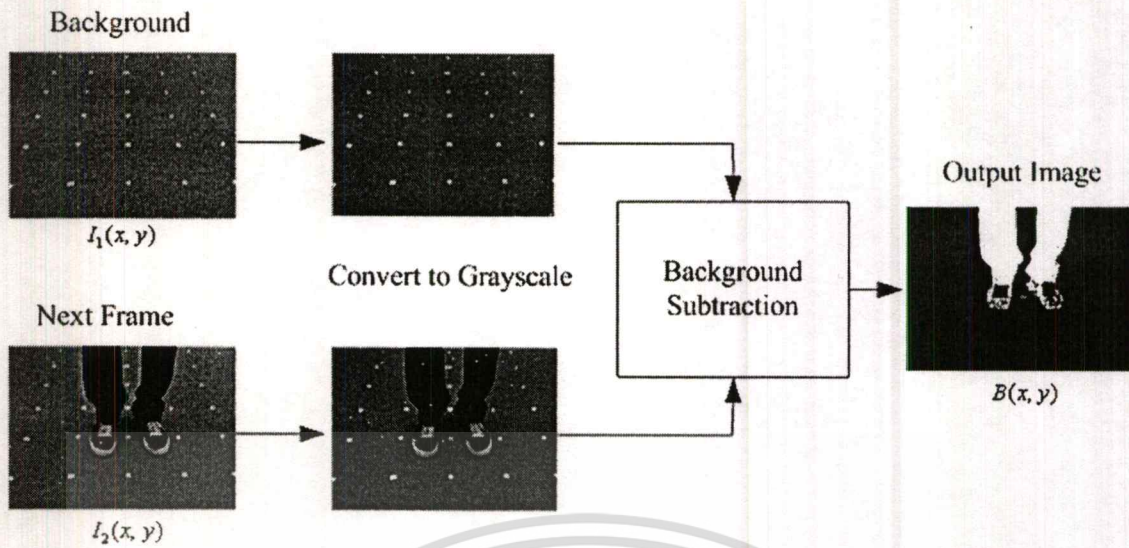 Background
I₁(x, y)
Convert to Grayscale
Next Frame
I₂(x, y)
Background
Subtraction
Output Image
B(x, y)